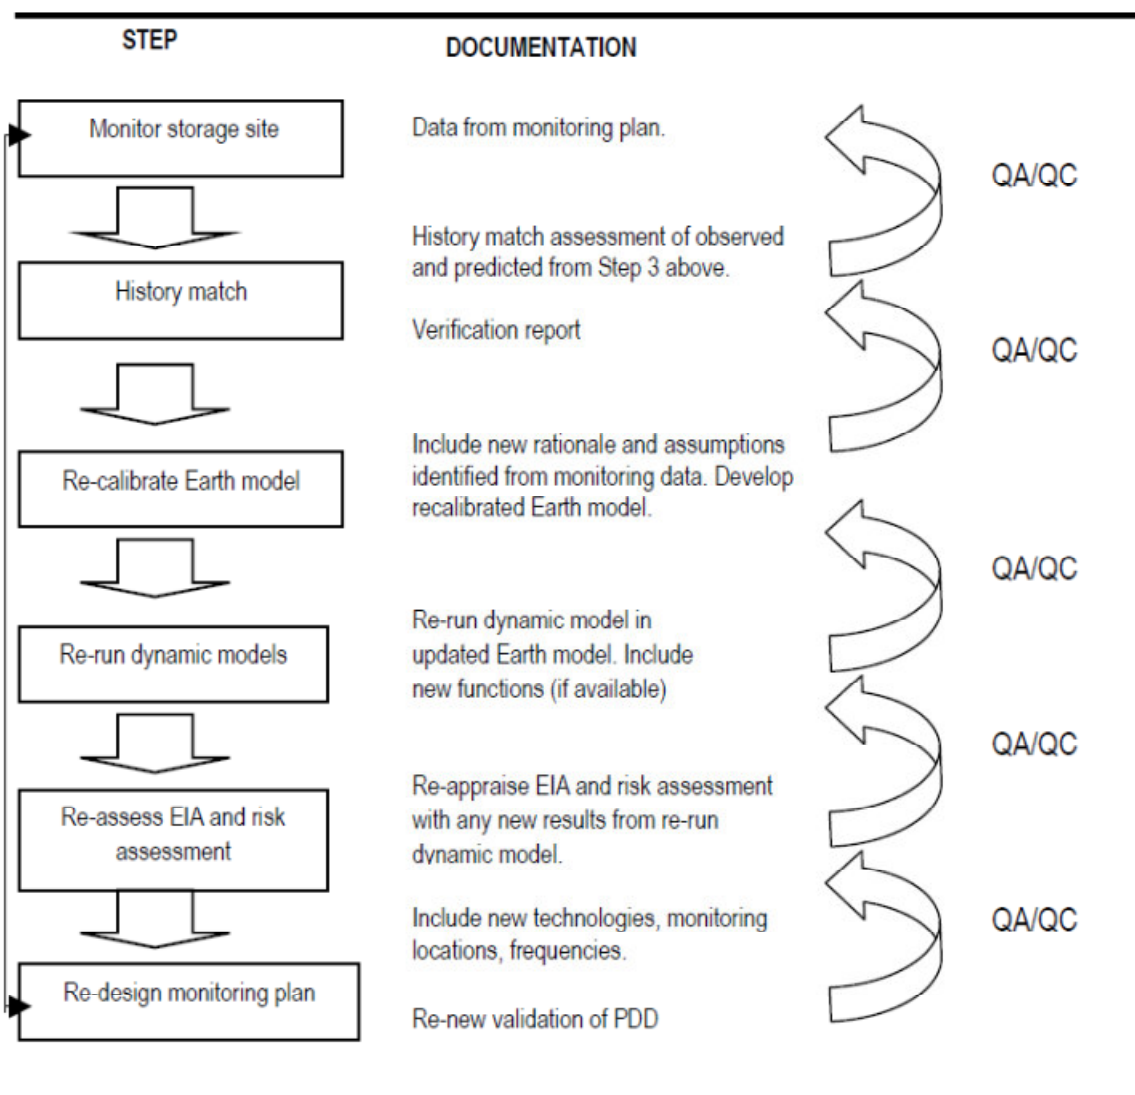 STEP
DOCUMENTATION
Monitor storage site
Data from monitoring plan.
QA/QC
History match
History match assessment of observed
and predicted from Step 3 above.
Verification report
QA/QC
Re-calibrate Earth model
Include new rationale and assumptions
identified from monitoring data. Develop
recalibrated Earth model.
QA/QC
Re-run dynamic models
Re-run dynamic model in
updated Earth model. Include
new functions (if available)
QA/QC
Re-assess EIA and risk
assessment
Re-appraise EIA and risk assessment
with any new results from re-run
dynamic model.
QA/QC
Include new technologies, monitoring
locations, frequencies.
Re-design monitoring plan
Re-new validation of PDD